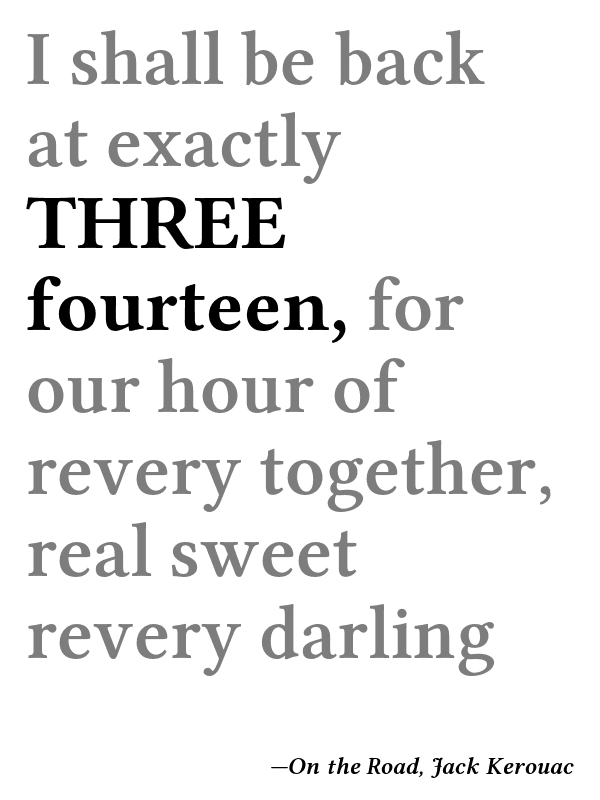 I shall be back
at exactly
THREE
fourteen, for
our hour of
revery together,
real sweet
revery darling
—On the Road, Jack Kerouac